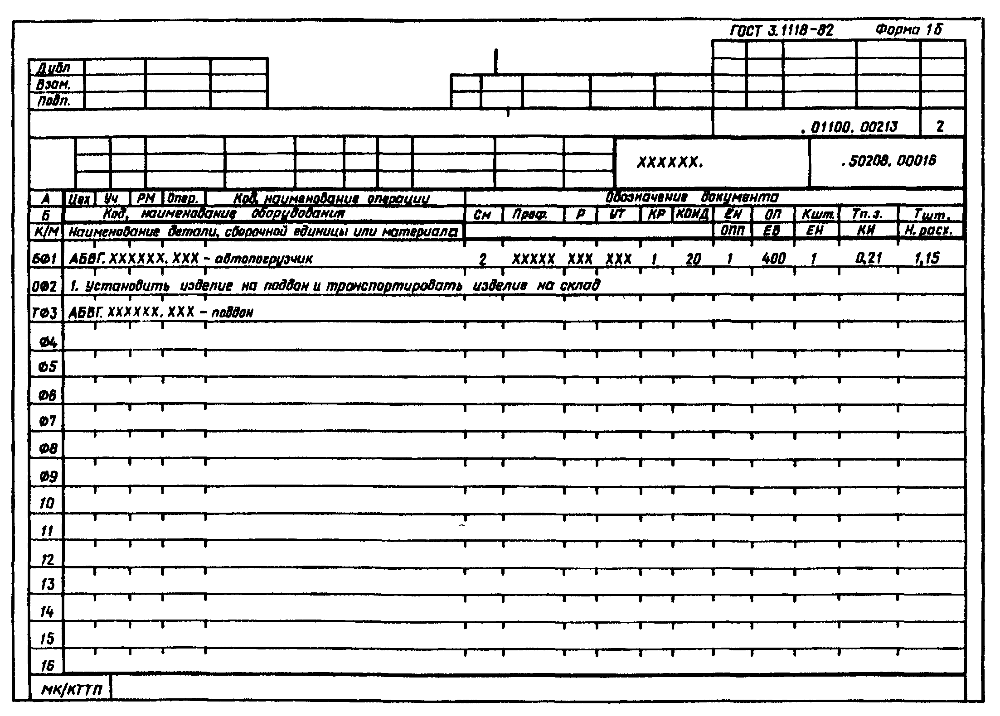 ГОСТ 3.1118-82 Форма 1б
Дубл
Взам.
Подп.
. 01100. 00213 2
XXXXXX. . 50208. 00016
А Цех Уч РМ Опер. Код, наименование операции Обозначение документа
Б Код, наименование оборудования См Проф. Р УТ КР КОИД ЕН ОП Кшт. Тп.з. Тшт.
К/М Наименование детали, сборочной единицы или материала ОПП ЕВ ЕН КИ Н. расх.
БФ1 АБВГ. XXXXXX. XXX - автопогрузчик 2 XXXXX XXX XXX 1 20 1 400 1 0,21 1,15
ОФ2 1. Установить изделие на поддон и транспортировать изделие на склад
ТФ3 АБВГ. XXXXXX. XXX - поддон
Ф4
Ф5
Ф6
Ф7
Ф8
Ф9
10
11
12
13
14
15
16
МК/КТТП